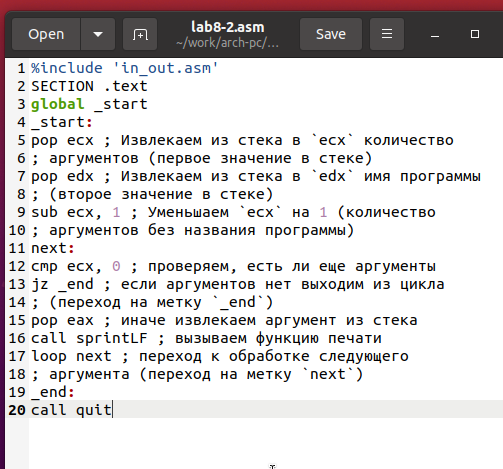 Open
lab8-2.asm
~/work/arch-pc/...
Save
1 %include 'in_out.asm'
2 SECTION .text
3 global _start
4 _start:
5 pop ecx ; Извлекаем из стека в `ecx` количество
6 ; аргументов (первое значение в стеке)
7 pop edx ; Извлекаем из стека в `edx` имя программы
8 ; (второе значение в стеке)
9 sub ecx, 1 ; Уменьшаем `ecx` на 1 (количество
10 ; аргументов без названия программы)
11 next:
12 cmp ecx, 0 ; проверяем, есть ли еще аргументы
13 jz _end ; если аргументов нет выходим из цикла
14 ; (переход на метку `_end`)
15 pop eax ; иначе извлекаем аргумент из стека
16 call sprintLF ; вызываем функцию печати
17 loop next ; переход к обработке следующего
18 ; аргумента (переход на метку `next`)
19 _end:
20 call quit